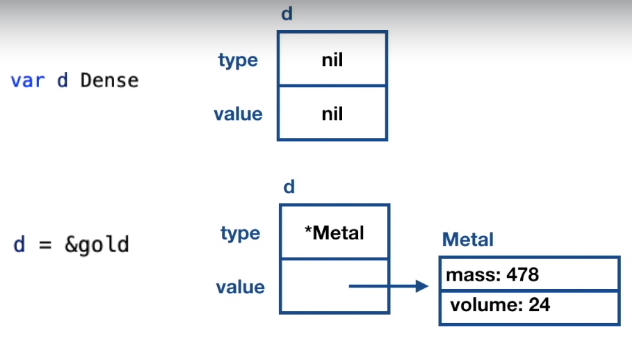 d
type nil
var d Dense
value nil
d
d = &gold
type *Metal
Metal
value
mass: 478
volume: 24